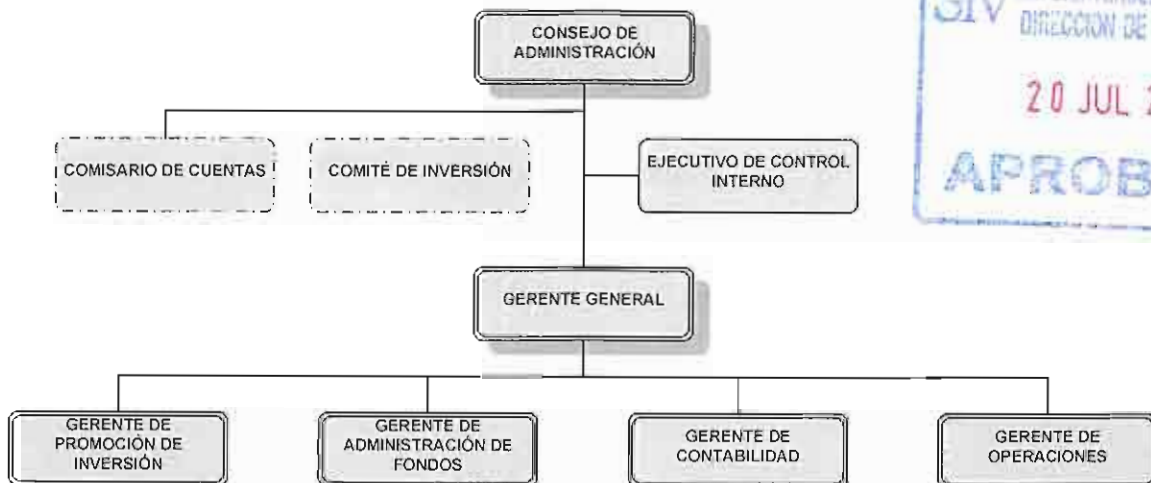 CONSEJO DE
ADMINISTRACIÓN
SIV
DIRECCION DE
20 JUL
APROB
COMISARIO DE CUENTAS
COMITÉ DE INVERSIÓN
EJECUTIVO DE CONTROL
INTERNO
GERENTE GENERAL
GERENTE DE
PROMOCIÓN DE
INVERSIÓN
GERENTE DE
ADMINISTRACIÓN DE
FONDOS
GERENTE DE
CONTABILIDAD
GERENTE DE
OPERACIONES